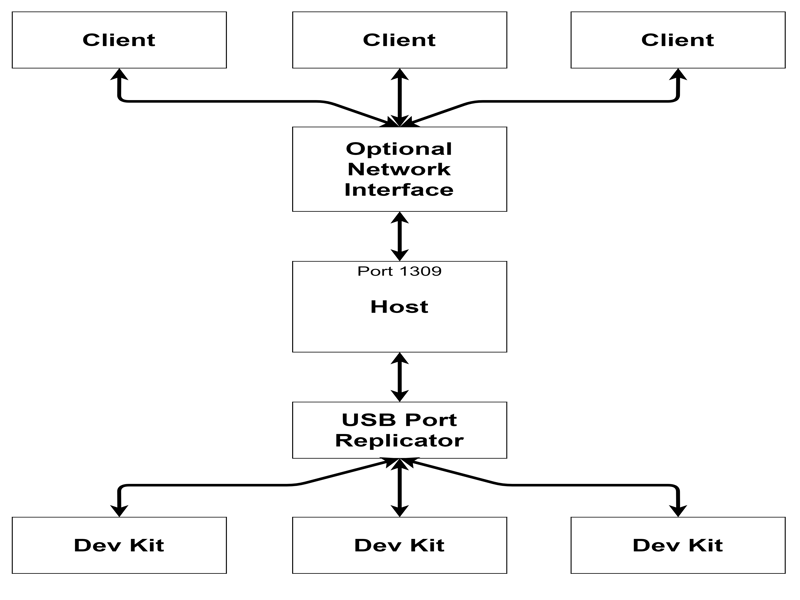 Client
Client
Client
Optional
Network
Interface
Port 1309
Host
USB Port
Replicator
Dev Kit
Dev Kit
Dev Kit